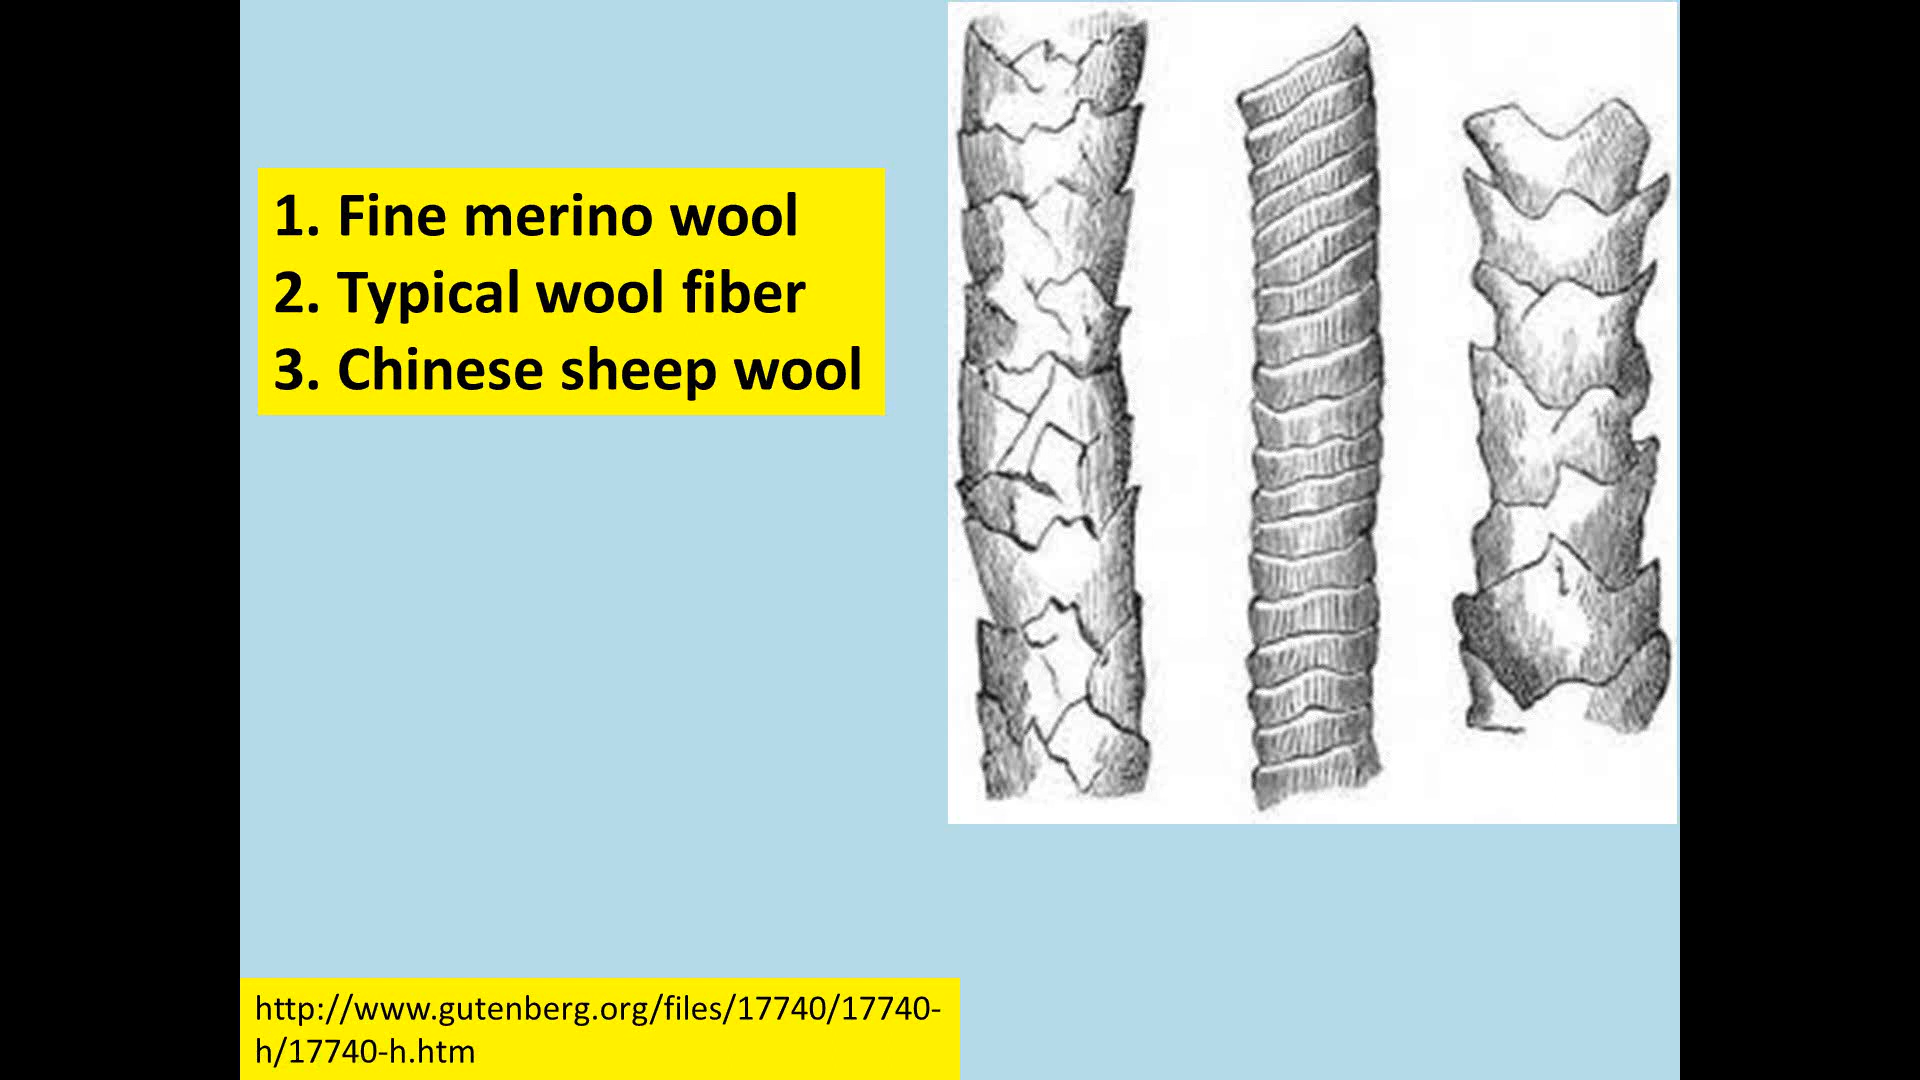 1. Fine merino wool
2. Typical wool fiber
3. Chinese sheep wool
http://www.gutenberg.org/files/17740/17740-
h/17740-h.htm